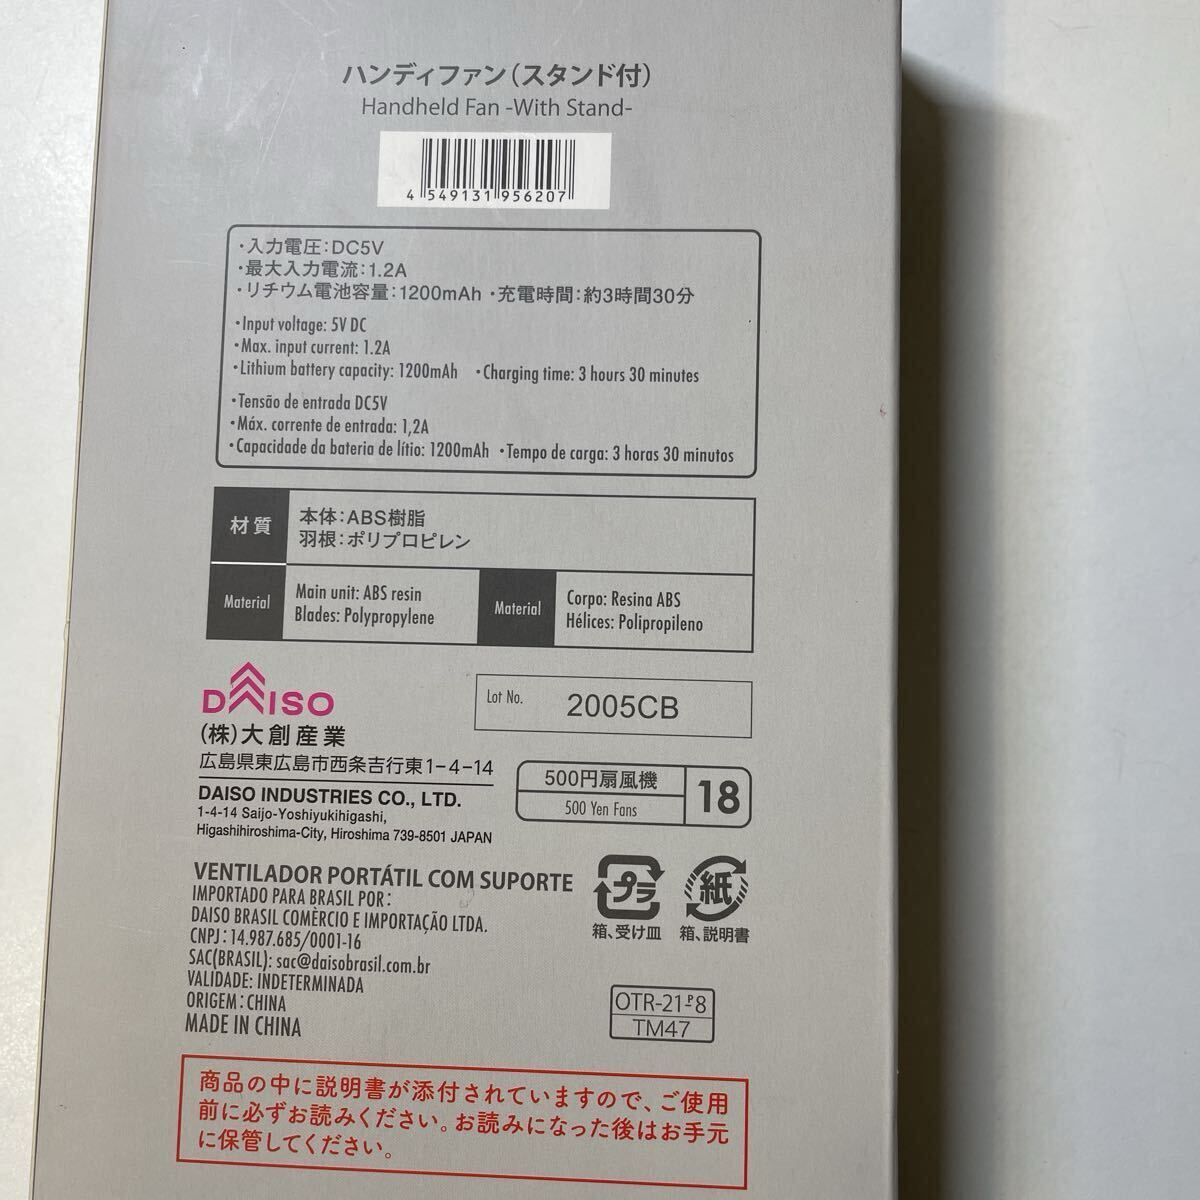 ハンディファン(スタンド付)
Handheld Fan -With Stand-
4 549131 956207
・入力電圧:DC5V
・最大入力電流:1.2A
・リチウム電池容量:1200mAh ・充電時間:約3時間30分
・Input voltage: 5V DC
・Max. input current: 1.2A
・Lithium battery capacity: 1200mAh ・Charging time: 3 hours 30 minutes
・Tensão de entrada DC5V
・Máx. corrente de entrada: 1,2A
・Capacidade da bateria de lítio: 1200mAh ・Tempo de carga: 3 horas 30 minutos
材質
本体:ABS樹脂
羽根:ポリプロピレン
Material
Main unit: ABS resin
Blades: Polypropylene
Material
Corpo: Resina ABS
Hélices: Polipropileno
DAISO
(株)大創産業
広島県東広島市西条吉行東1-4-14
DAISO INDUSTRIES CO., LTD.
1-4-14 Saijo-Yoshiyukihigashi,
Higashihiroshima-City, Hiroshima 739-8501 JAPAN
Lot No.
2005CB
500円扇風機
500 Yen Fans
18
VENTILADOR PORTÁTIL COM SUPORTE
IMPORTADO PARA BRASIL POR:
DAISO BRASIL COMÈRCIO E IMPORTAÇÃO LTDA.
CNPJ: 14.987.685/0001-16
SAC(BRASIL): sac@daisobrasil.com.br
VALIDADE: INDETERMINADA
ORIGEM: CHINA
MADE IN CHINA
プラ
箱、受け皿
紙
箱、説明書
OTR-21-P8
TM47
商品の中に説明書が添付されていますので、ご使用
前に必ずお読みください。お読みになった後はお手元
に保管してください。